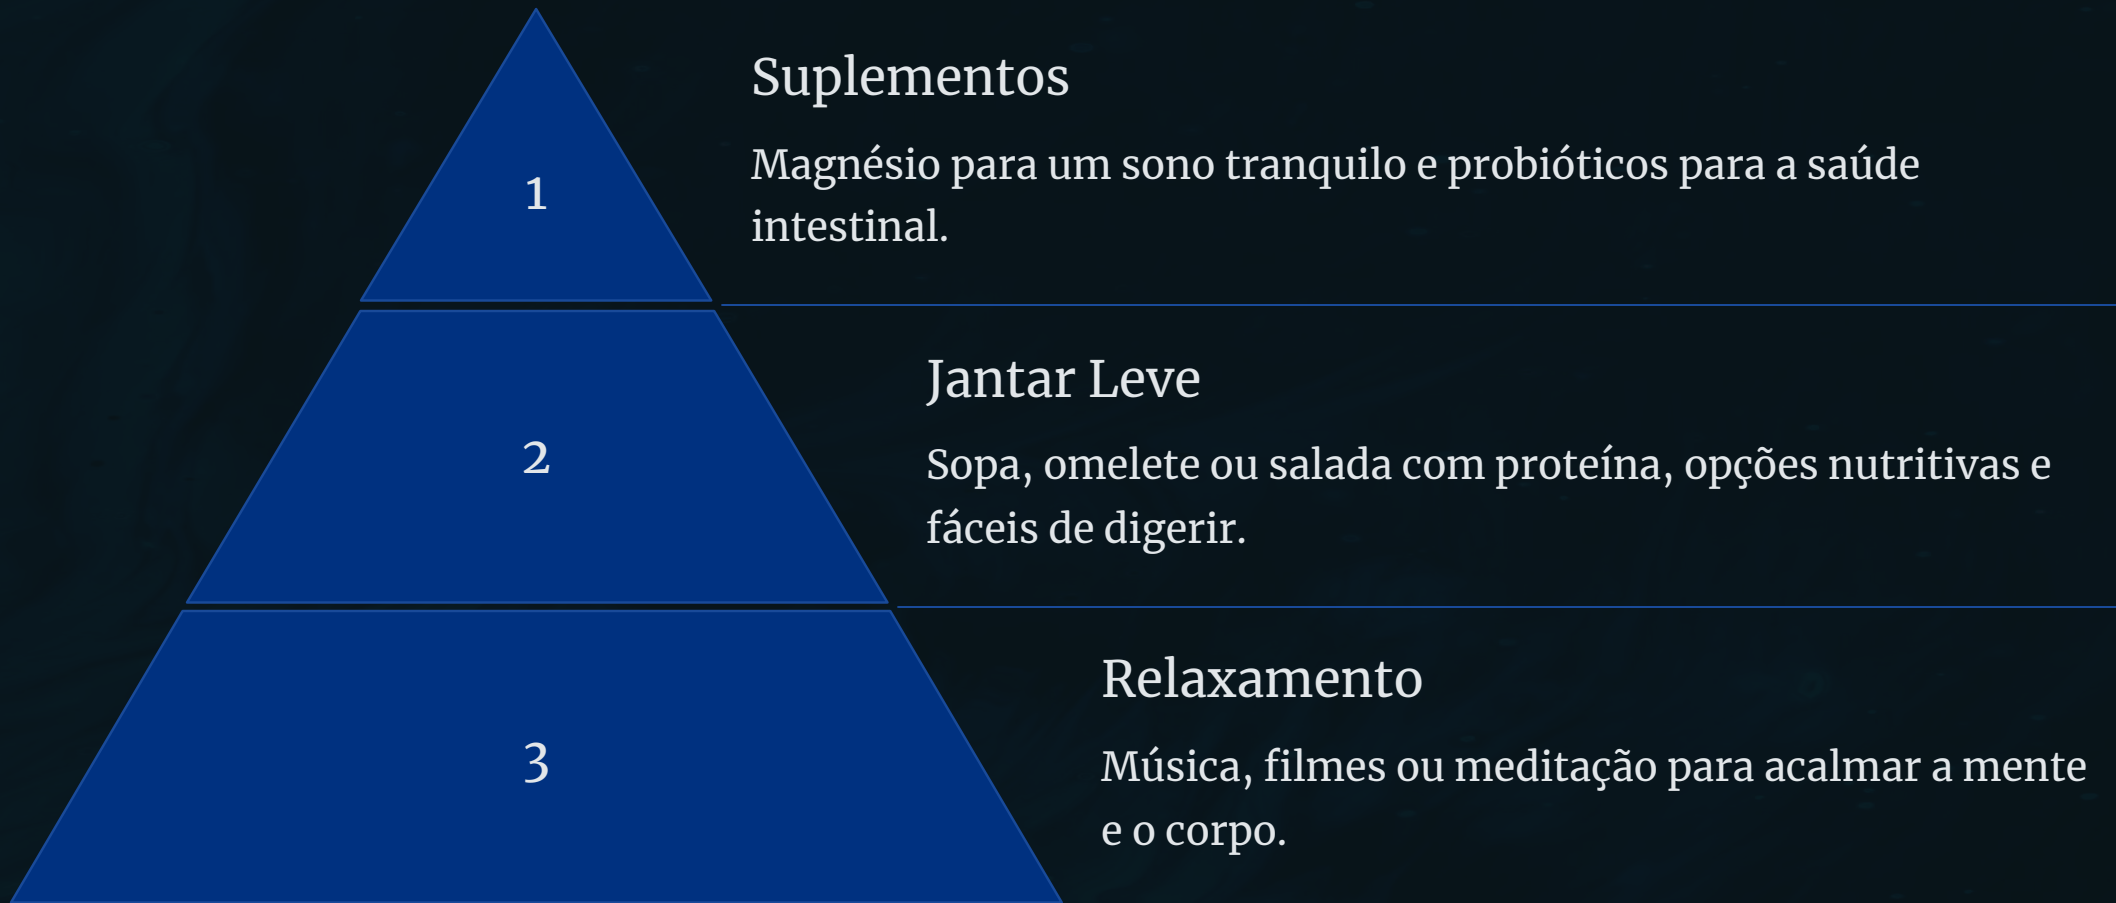 1
Suplementos
Magnésio para um sono tranquilo e probióticos para a saúde
intestinal.
2
Jantar Leve
Sopa, omelete ou salada com proteína, opções nutritivas e
fáceis de digerir.
3
Relaxamento
Música, filmes ou meditação para acalmar a mente
e o corpo.